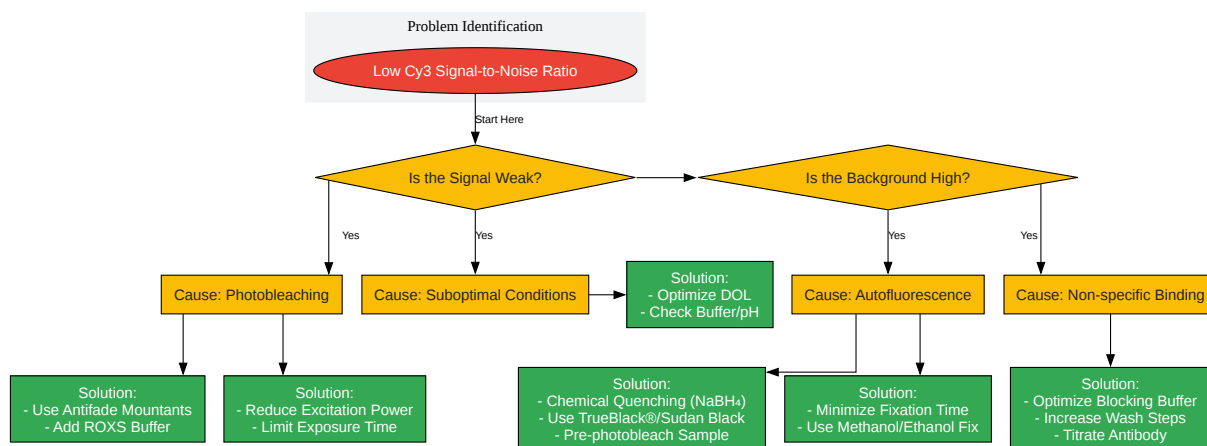 Problem Identification
Low Cy3 Signal-to-Noise Ratio
Start Here
Is the Signal Weak?
Is the Background High?
Yes
Yes
Yes
Yes
Cause: Photobleaching
Cause: Suboptimal Conditions
Solution:
- Optimize DOL
- Check Buffer/pH
Cause: Autofluorescence
Cause: Non-specific Binding
Solution:
- Use Antifade Mountants
- Add ROXS Buffer
Solution:
- Reduce Excitation Power
- Limit Exposure Time
Solution:
- Chemical Quenching (NaBH₄)
- Use TrueBlack®/Sudan Black
- Pre-photobleach Sample
Solution:
- Minimize Fixation Time
- Use Methanol/Ethanol Fix
Solution:
- Optimize Blocking Buffer
- Increase Wash Steps
- Titrate Antibody